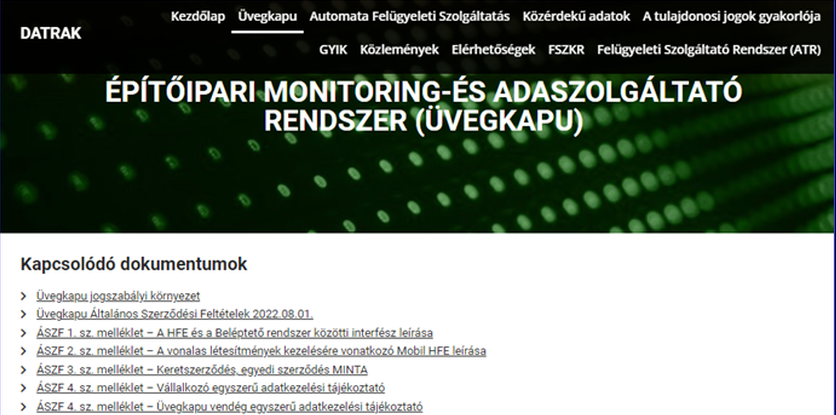 DATRAK
Kezdőlap Üvegkapu Automata Felügyeleti Szolgáltatás Közérdekű adatok A tulajdonosi jogok gyakorlója
GYIK Közlemények Elérhetőségek FSZKR Felügyeleti Szolgáltató Rendszer (ATR)
ÉPÍTŐIPARI MONITORING-ÉS ADASZOLGÁLTATÓ
RENDSZER (ÜVEGKAPU)
Kapcsolódó dokumentumok
Üvegkapu jogszabályi környezet
Üvegkapu Általános Szerződési Feltételek 2022.08.01.
ÁSZF 1. sz. melléklet – A HFE és a Beléptető rendszer közötti interfész leírása
ÁSZF 2. sz. melléklet – A vonalas létesítmények kezelésére vonatkozó Mobil HFE leírása
ÁSZF 3. sz. melléklet – Keretszerződés, egyedi szerződés MINTA
ÁSZF 4. sz. melléklet – Vállalkozó egyszerű adatkezelési tájékoztató
ÁSZF 4. sz. melléklet – Üvegkapu vendég egyszerű adatkezelési tájékoztató